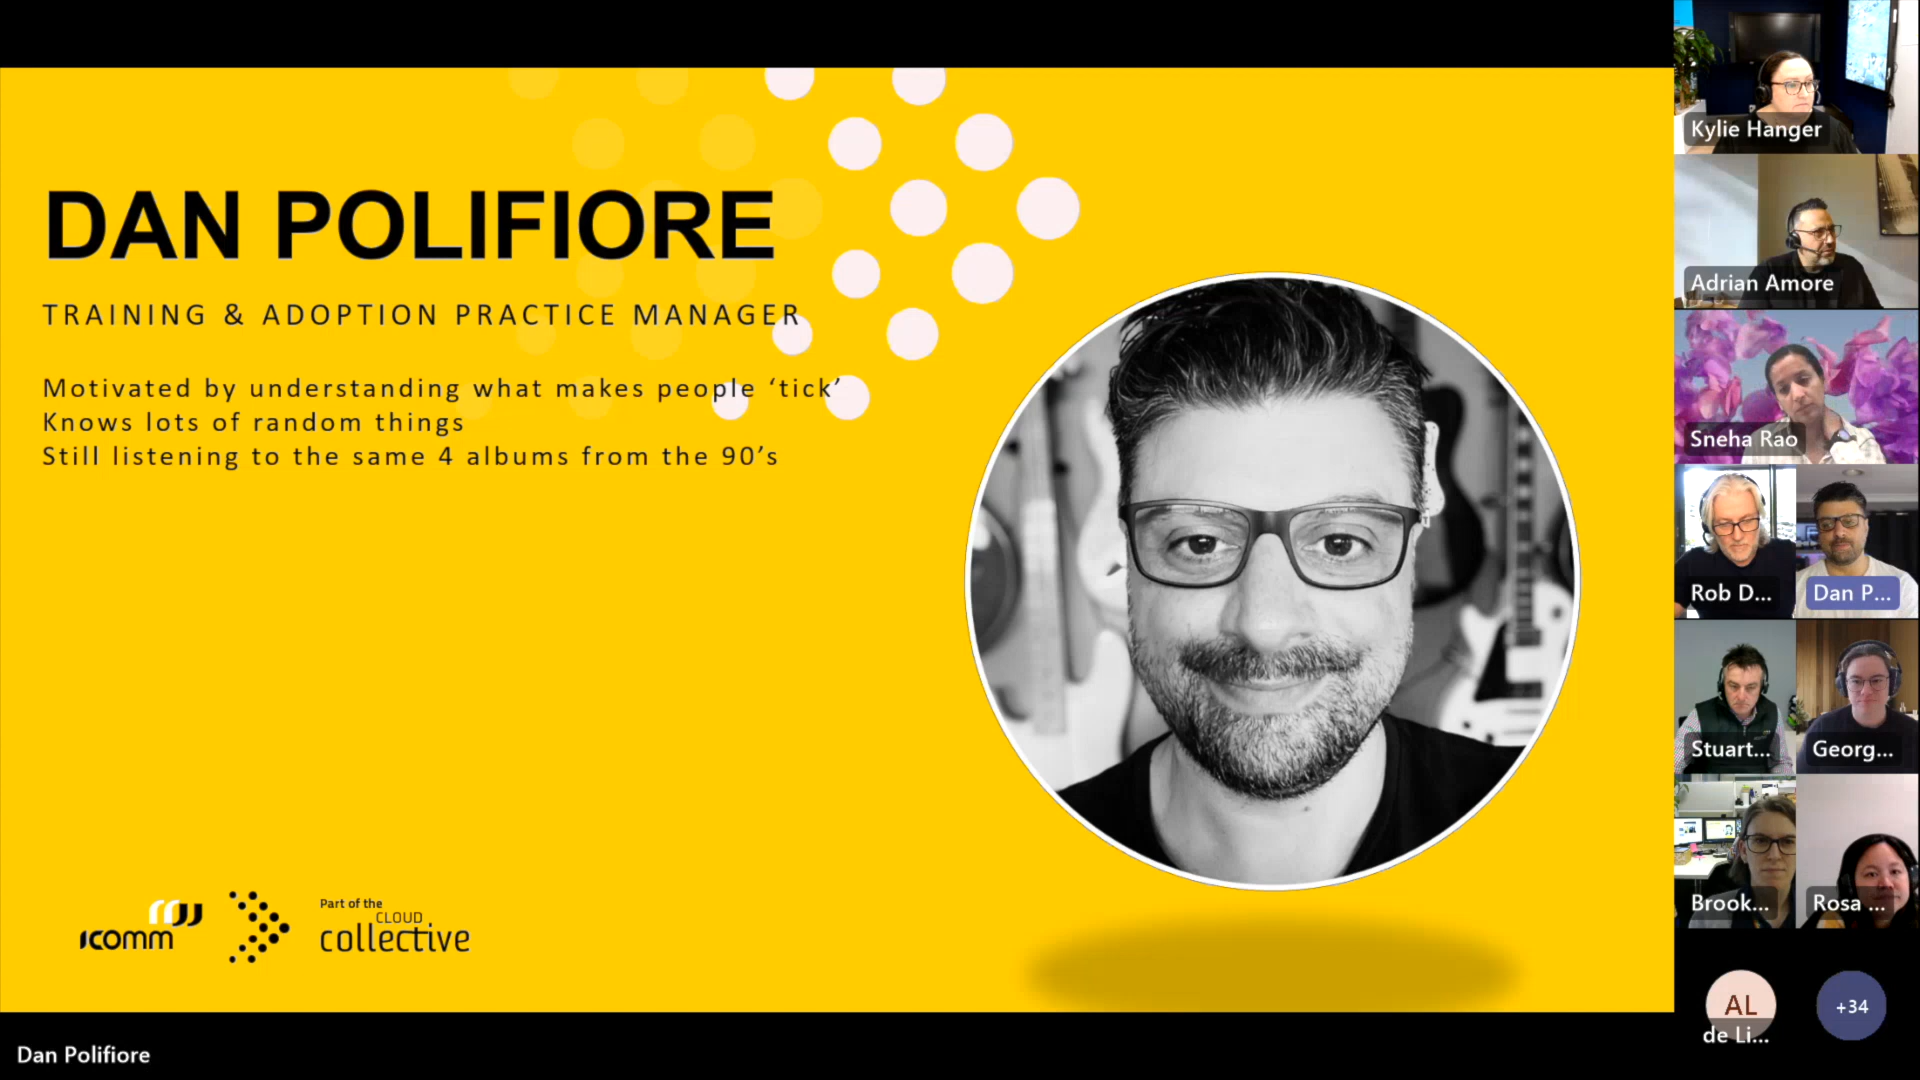 DAN POLIFIORE
TRAINING & ADOPTION PRACTICE MANAGER
Motivated by understanding what makes people ‘tick’
Knows lots of random things
Still listening to the same 4 albums from the 90’s
ıcomm
Part of the
CLOUD
collective
Dan Polifiore
Kylie Hanger
Adrian Amore
Sneha Rao
Rob D...
Dan P...
Stuart...
Georg...
Brook...
Rosa ...
AL
de Li...
+34